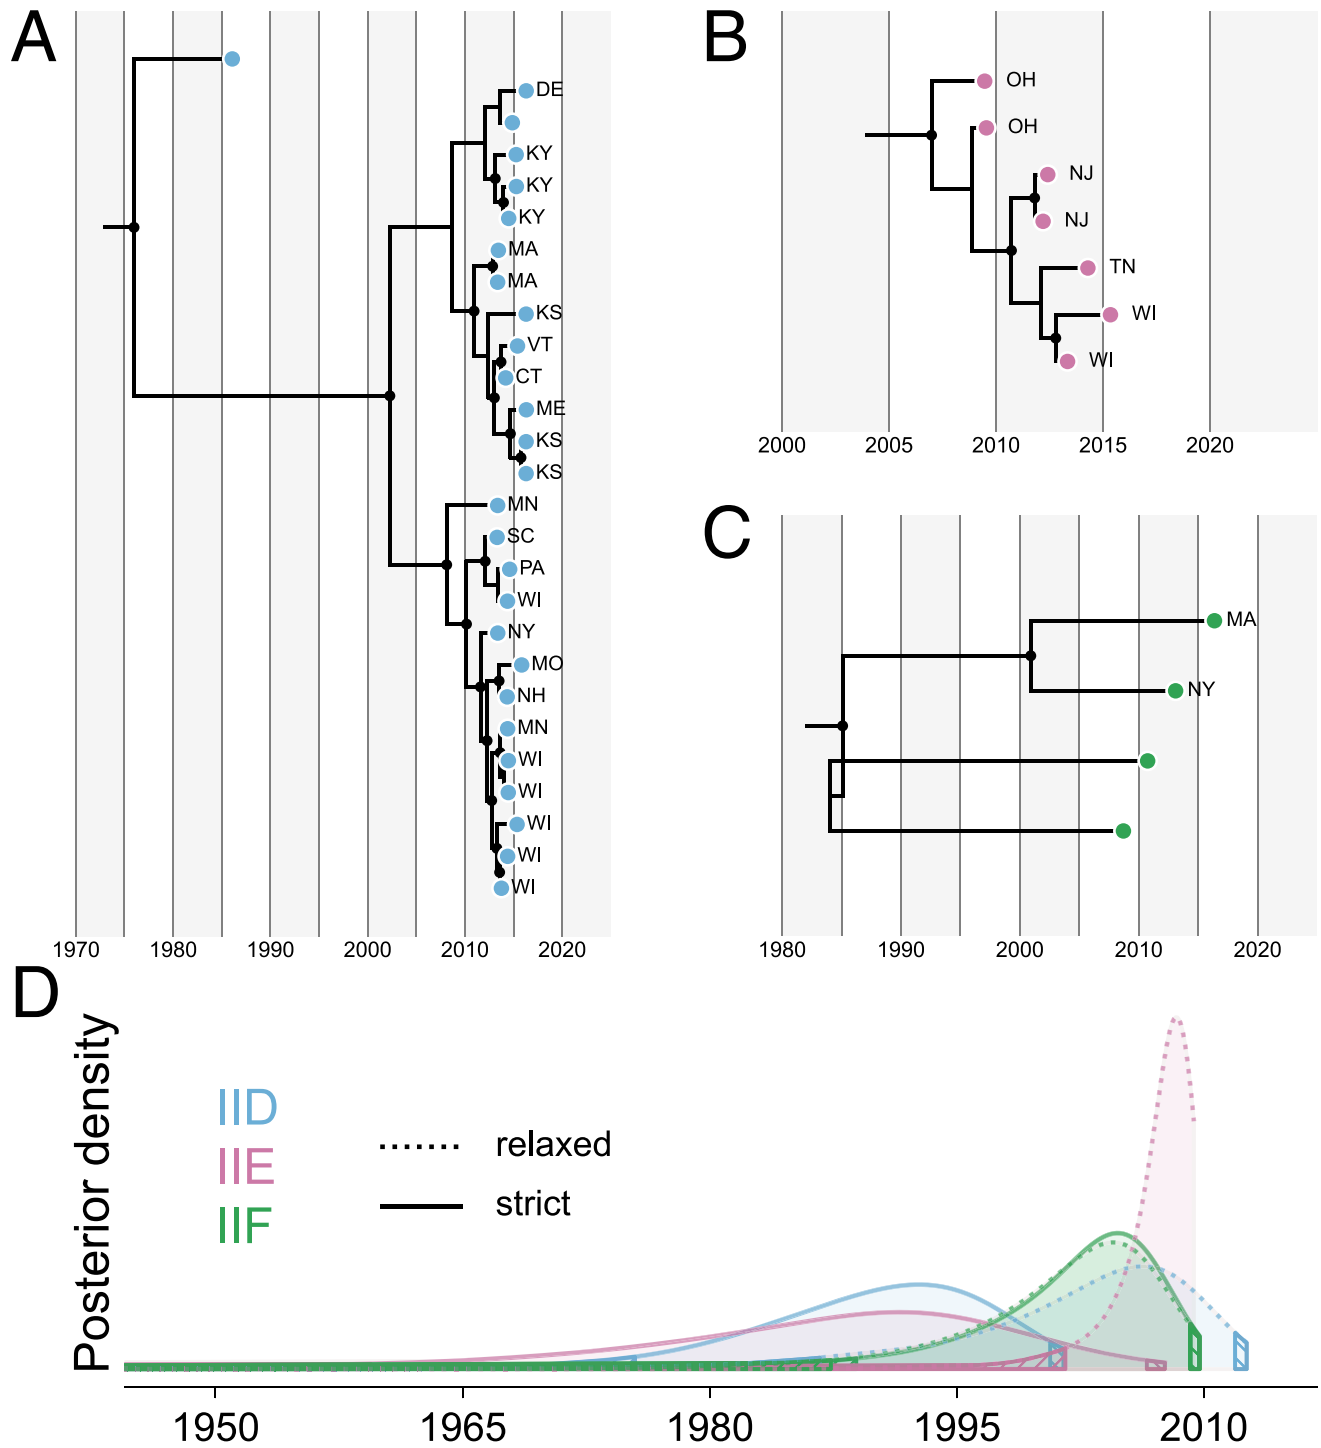 A
DE
KY
KY
KY
MA
MA
KS
VT
CT
ME
KS
KS
MN
SC
PA
WI
NY
MO
NH
MN
WI
WI
WI
WI
WI
1970 1980 1990 2000 2010 2020
B
OH
OH
NJ
NJ
TN
WI
WI
2000 2005 2010 2015 2020
C
MA
NY
1980 1990 2000 2010 2020
D
Posterior density
IID
IIE
IIF
relaxed
strict
1950 1965 1980 1995 2010